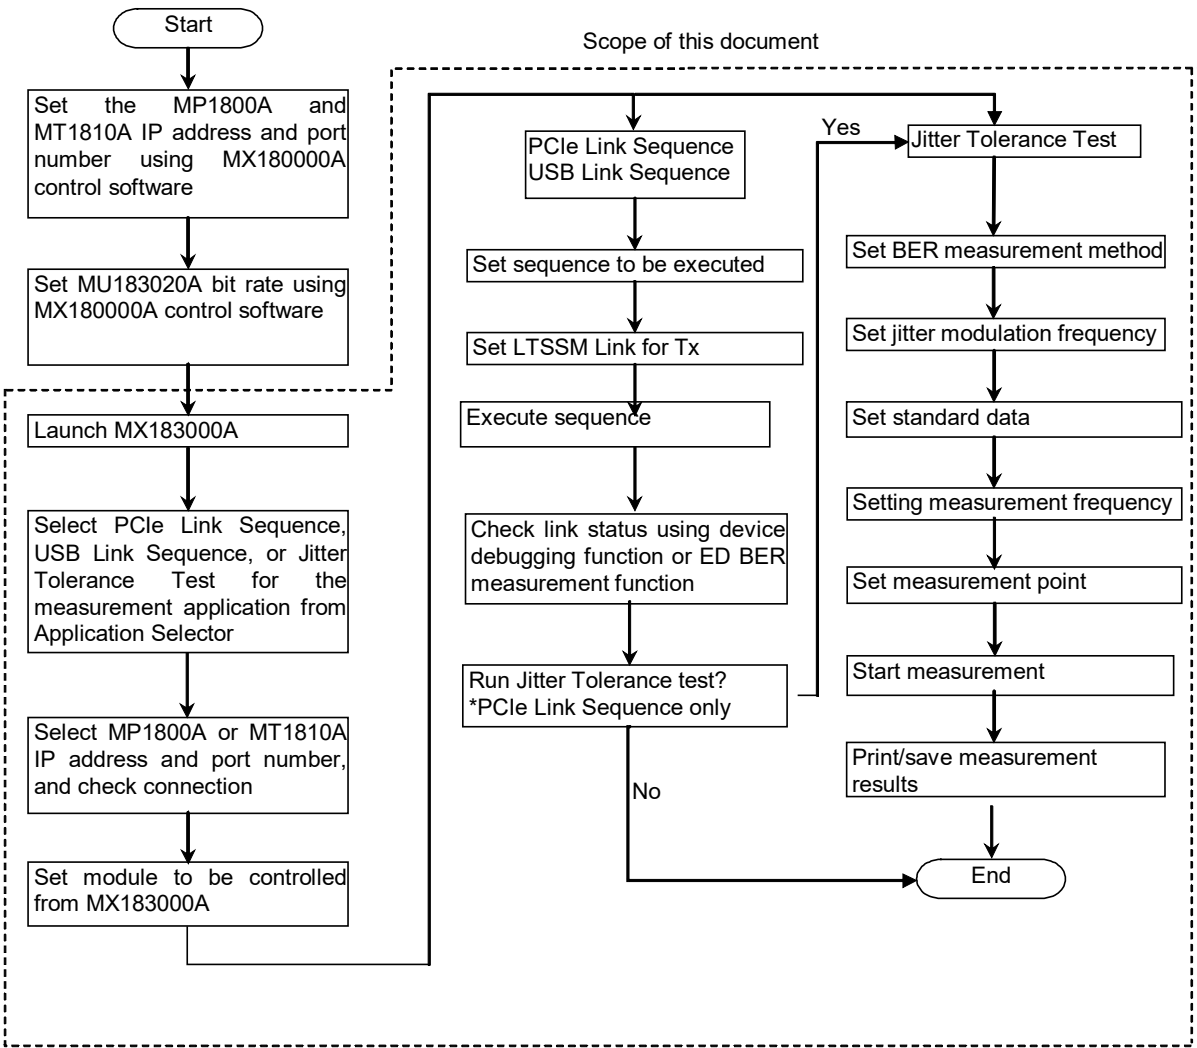 Start
Scope of this document
Set the MP1800A and
MT1810A IP address and port
number using MX180000A
control software
Set MU183020A bit rate using
MX180000A control software
Launch MX183000A
Select PCIe Link Sequence,
USB Link Sequence, or Jitter
Tolerance Test for the
measurement application from
Application Selector
Select MP1800A or MT1810A
IP address and port number,
and check connection
Set module to be controlled
from MX183000A
PCIe Link Sequence
USB Link Sequence
Set sequence to be executed
Set LTSSM Link for Tx
Execute sequence
Check link status using device
debugging function or ED BER
measurement function
Run Jitter Tolerance test?
*PCIe Link Sequence only
Yes
No
Jitter Tolerance Test
Set BER measurement method
Set jitter modulation frequency
Set standard data
Setting measurement frequency
Set measurement point
Start measurement
Print/save measurement
results
End